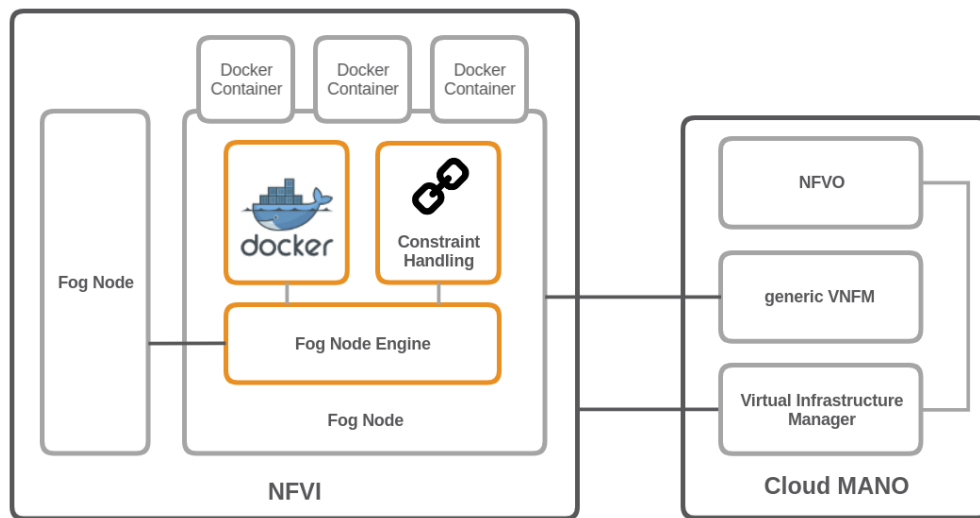 Docker
Container
Docker
Container
Docker
Container
docker
Constraint
Handling
Fog Node
Fog Node Engine
Fog Node
NFVI
NFVO
generic VNFM
Virtual Infrastructure
Manager
Cloud MANO